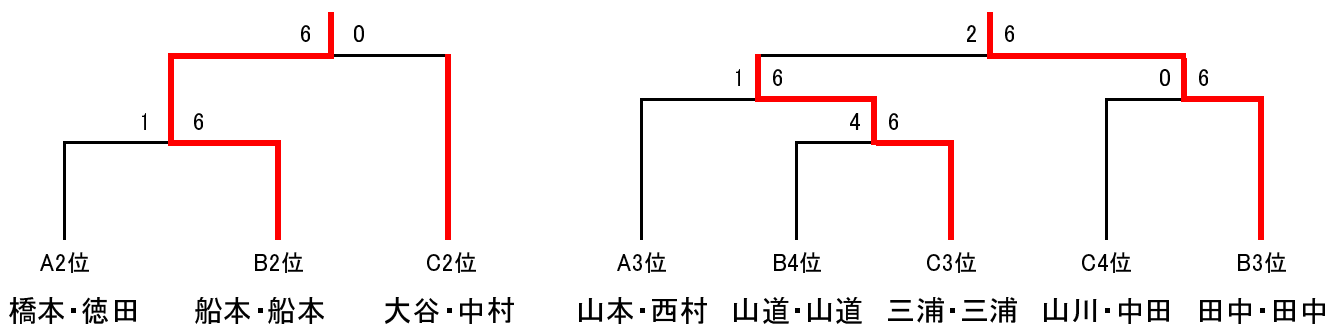 6 0 2 6
1 6 0 6
1 6 4 6
A2位 B2位 C2位 A3位 B4位 C3位 C4位 B3位
橋本・徳田 船本・船本 大谷・中村 山本・西村 山道・山道 三浦・三浦 山川・中田 田中・田中